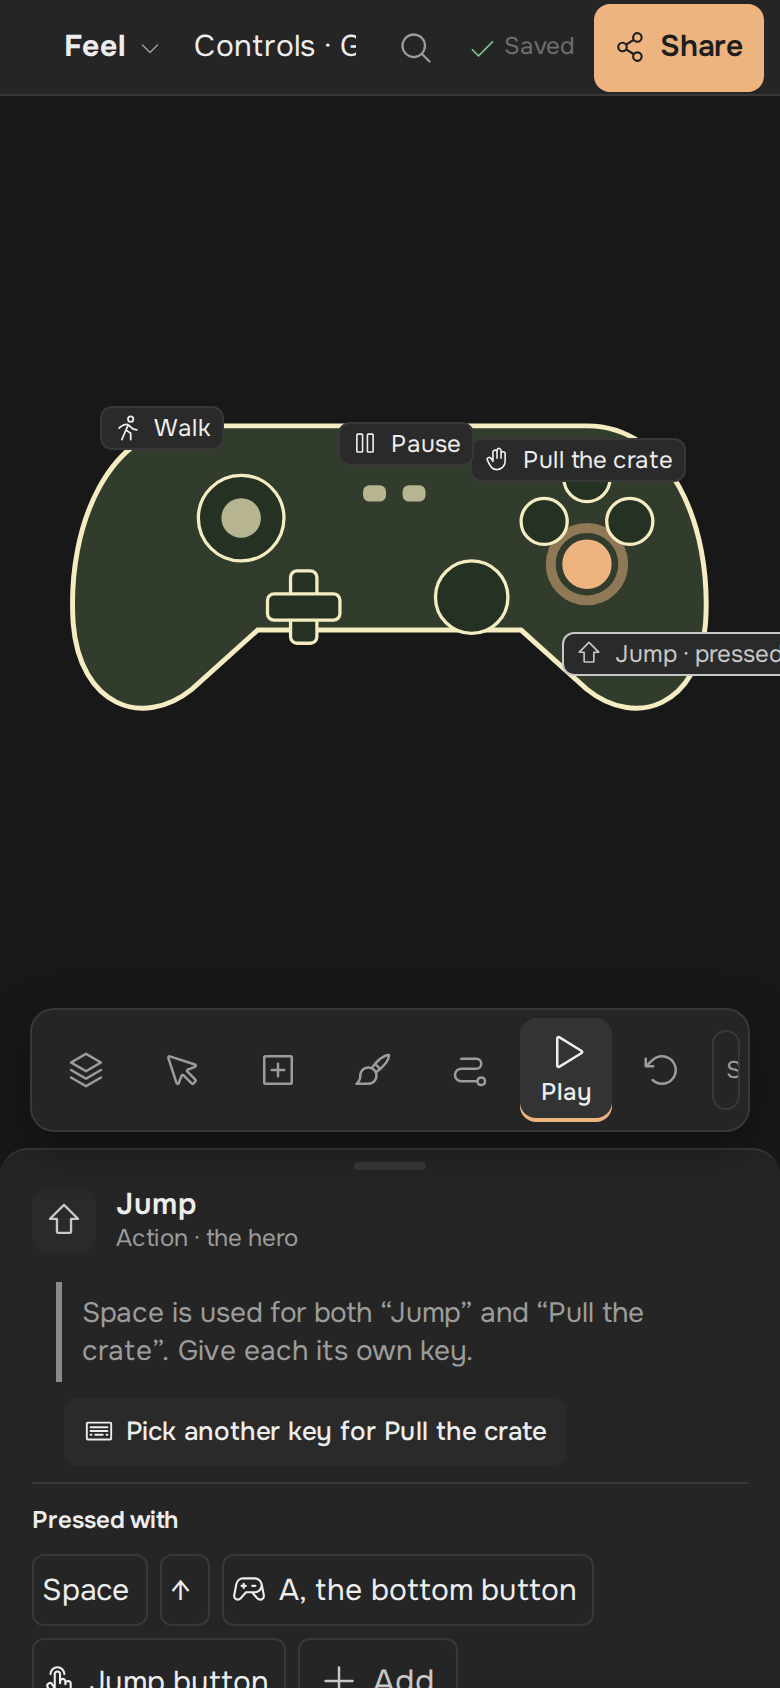 Feel
Controls · G
Saved
Share
Walk
Pause
Pull the crate
Jump · pressed
Play
S
Jump
Action · the hero
Space is used for both “Jump” and “Pull the
crate”. Give each its own key.
Pick another key for Pull the crate
Pressed with
Space
A, the bottom button
Jump button
Add